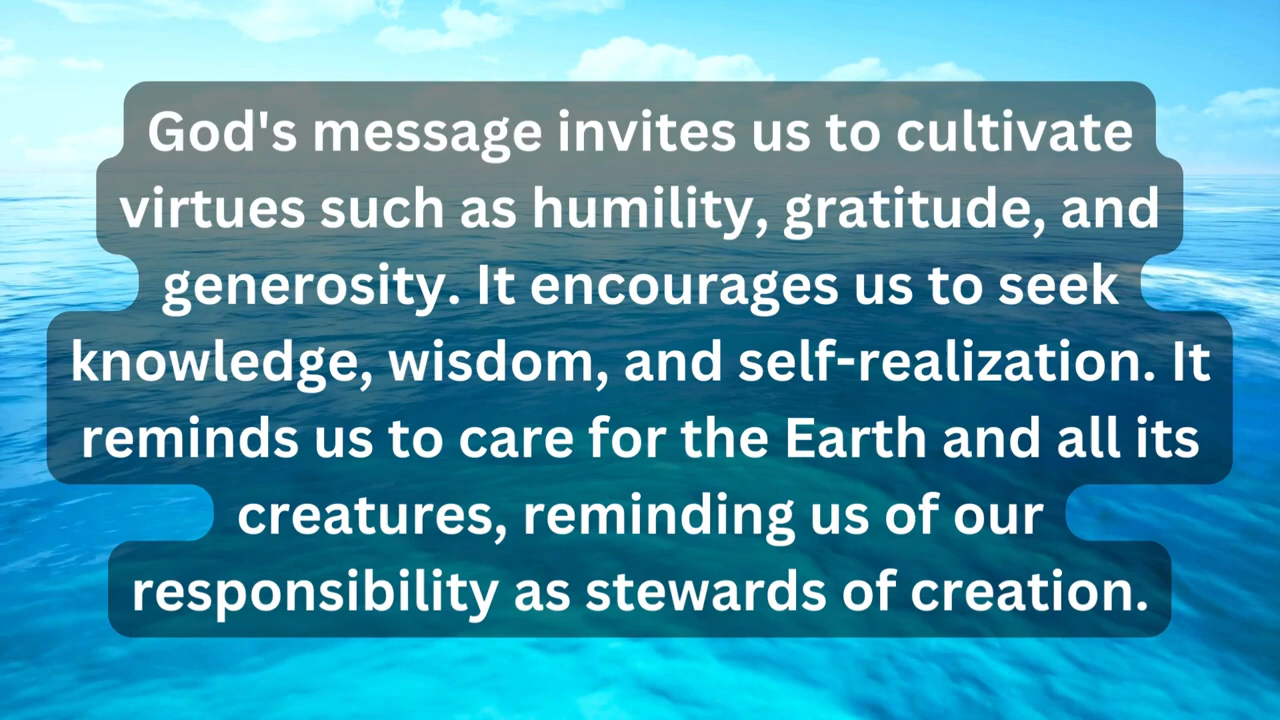 God's message invites us to cultivate
virtues such as humility, gratitude, and
generosity. It encourages us to seek
knowledge, wisdom, and self-realization. It
reminds us to care for the Earth and all its
creatures, reminding us of our
responsibility as stewards of creation.